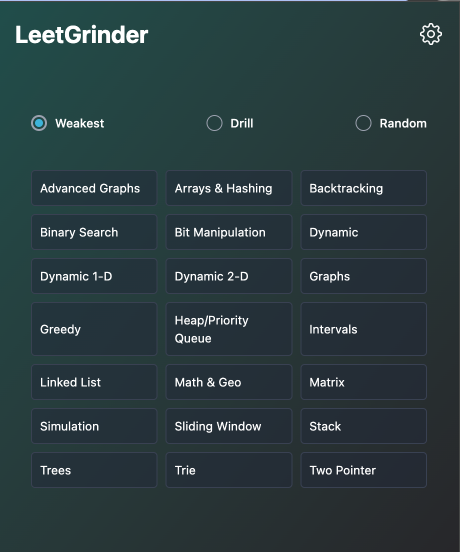 LeetGrinder
Weakest
Drill
Random
Advanced Graphs
Arrays & Hashing
Backtracking
Binary Search
Bit Manipulation
Dynamic
Dynamic 1-D
Dynamic 2-D
Graphs
Greedy
Heap/Priority
Queue
Intervals
Linked List
Math & Geo
Matrix
Simulation
Sliding Window
Stack
Trees
Trie
Two Pointer